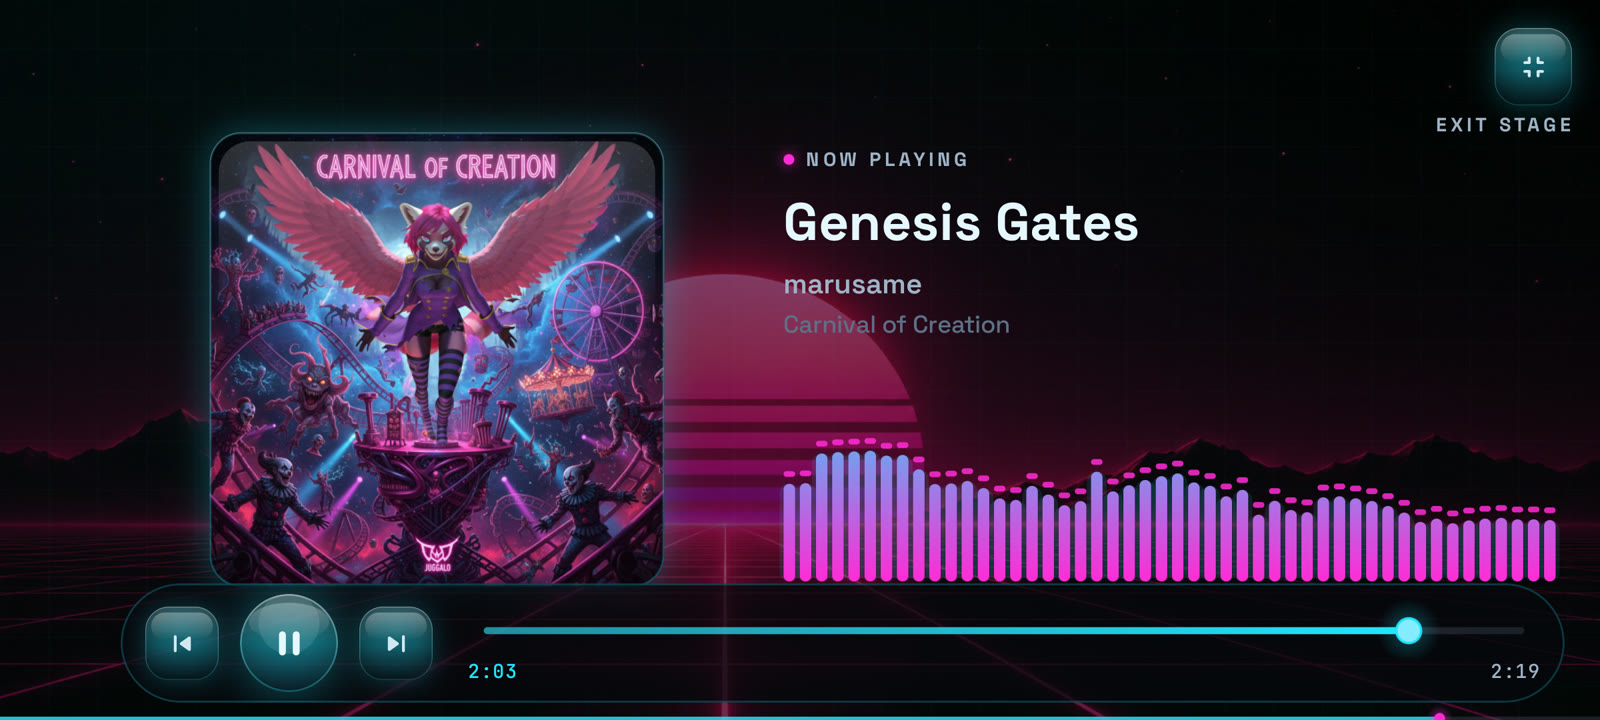 EXIT STAGE
CARNIVAL OF CREATION
JUGGALO
NOW PLAYING
Genesis Gates
marusame
Carnival of Creation
2:03
2:19